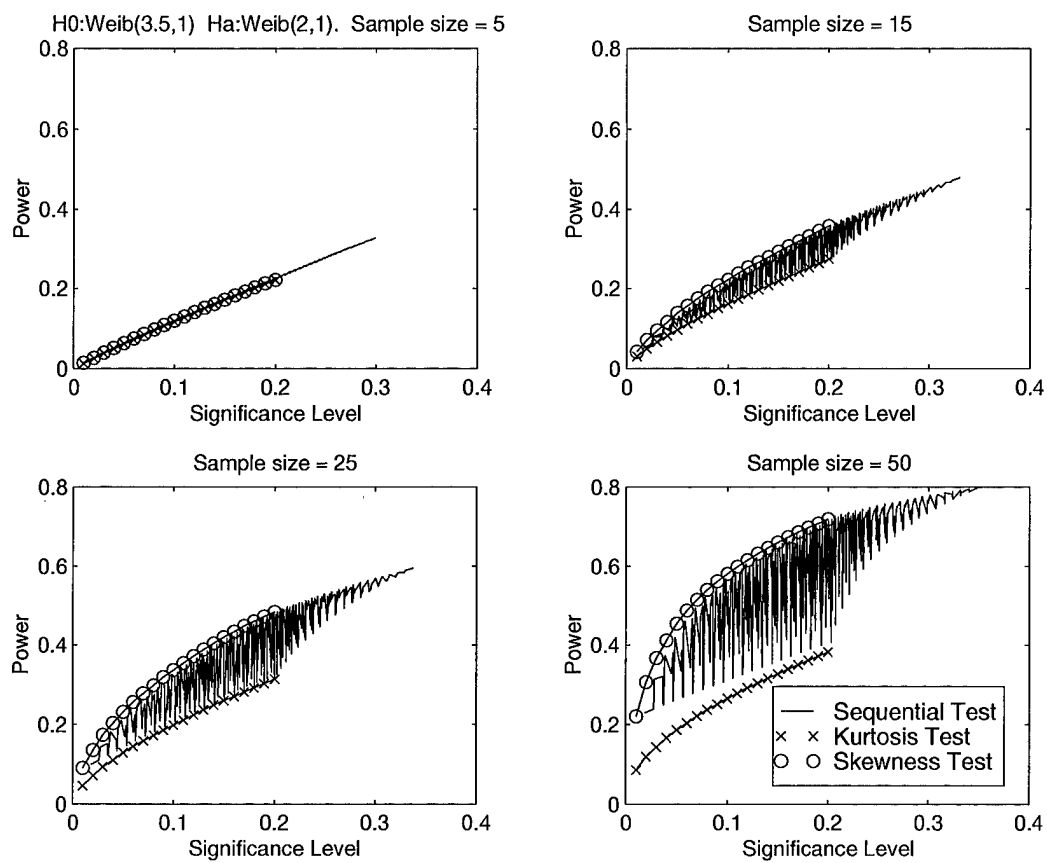 H0:Weib(3.5,1) Ha:Weib(2,1). Sample size = 5
0.8
0.6
0.4
0.2
0
Power
0 0.1 0.2 0.3 0.4
Significance Level
Sample size = 15
0.8
0.6
0.4
0.2
0
Power
0 0.1 0.2 0.3 0.4
Significance Level
Sample size = 25
0.8
0.6
0.4
0.2
0
Power
0 0.1 0.2 0.3 0.4
Significance Level
Sample size = 50
0.8
0.6
0.4
0.2
0
Power
0 0.1 0.2 0.3 0.4
Significance Level
Sequential Test
Kurtosis Test
Skewness Test